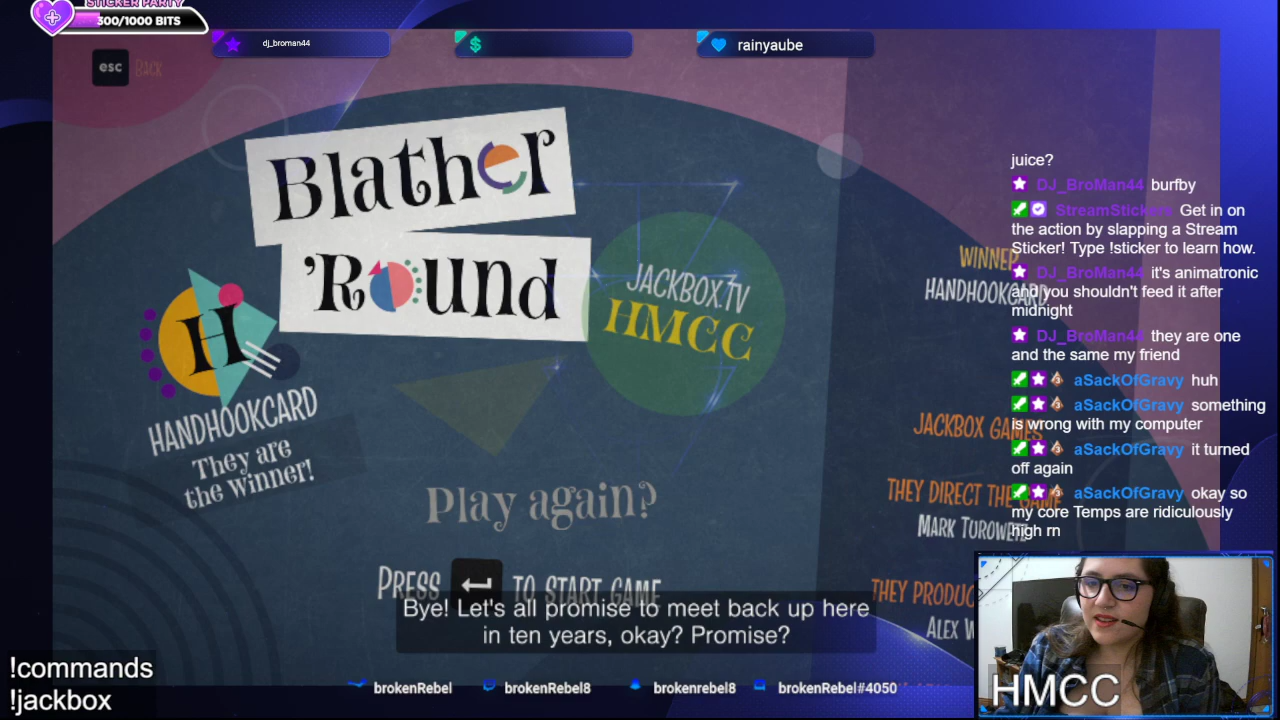 STICKER PARTY
300/1000 BITS
dj_broman44
$
rainyaube
esc BACK
Blather
'Round
JACKBOX.TV
HMCC
H
HANDHOOKCARD
They are
the Winner!
Play again?
PRESS ↵ TO START GAME
Bye! Let's all promise to meet back up here
in ten years, okay? Promise?
WINNER
HANDHOOKCARD
JACKBOX GAMES
THEY DIRECT THE GAME
MARK TUROWETZ
THEY PRODUC
ALEX W
juice?
DJ_BroMan44 burfby
StreamStickers Get in on
the action by slapping a Stream
Sticker! Type !sticker to learn how.
DJ_BroMan44 it's animatronic
and you shouldn't feed it after
midnight
DJ_BroMan44 they are one
and the same my friend
aSackOfGravy huh
aSackOfGravy something
is wrong with my computer
aSackOfGravy it turned
off again
aSackOfGravy okay so
my core Temps are ridiculously
high rn
!commands
!jackbox
brokenRebel
brokenRebel8
brokenrebel8
brokenRebel#4050
HMCC